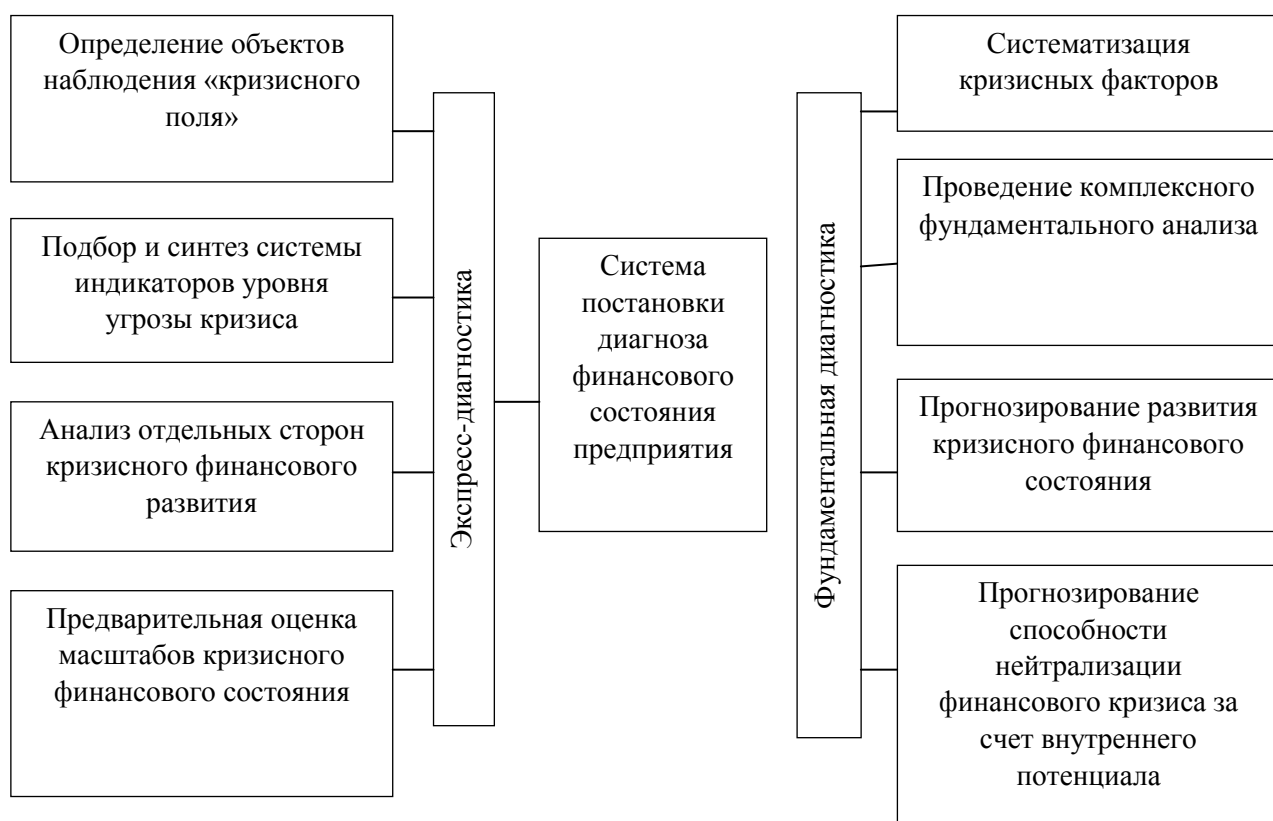 Определение объектов
наблюдения «кризисного
поля»
Подбор и синтез системы
индикаторов уровня
угрозы кризиса
Анализ отдельных сторон
кризисного финансового
развития
Предварительная оценка
масштабов кризисного
финансового состояния
Экспресс-диагностика
Система
постановки
диагноза
финансового
состояния
предприятия
Фундаментальная диагностика
Систематизация
кризисных факторов
Проведение комплексного
фундаментального анализа
Прогнозирование развития
кризисного финансового
состояния
Прогнозирование
способности
нейтрализации
финансового кризиса за
счет внутреннего
потенциала